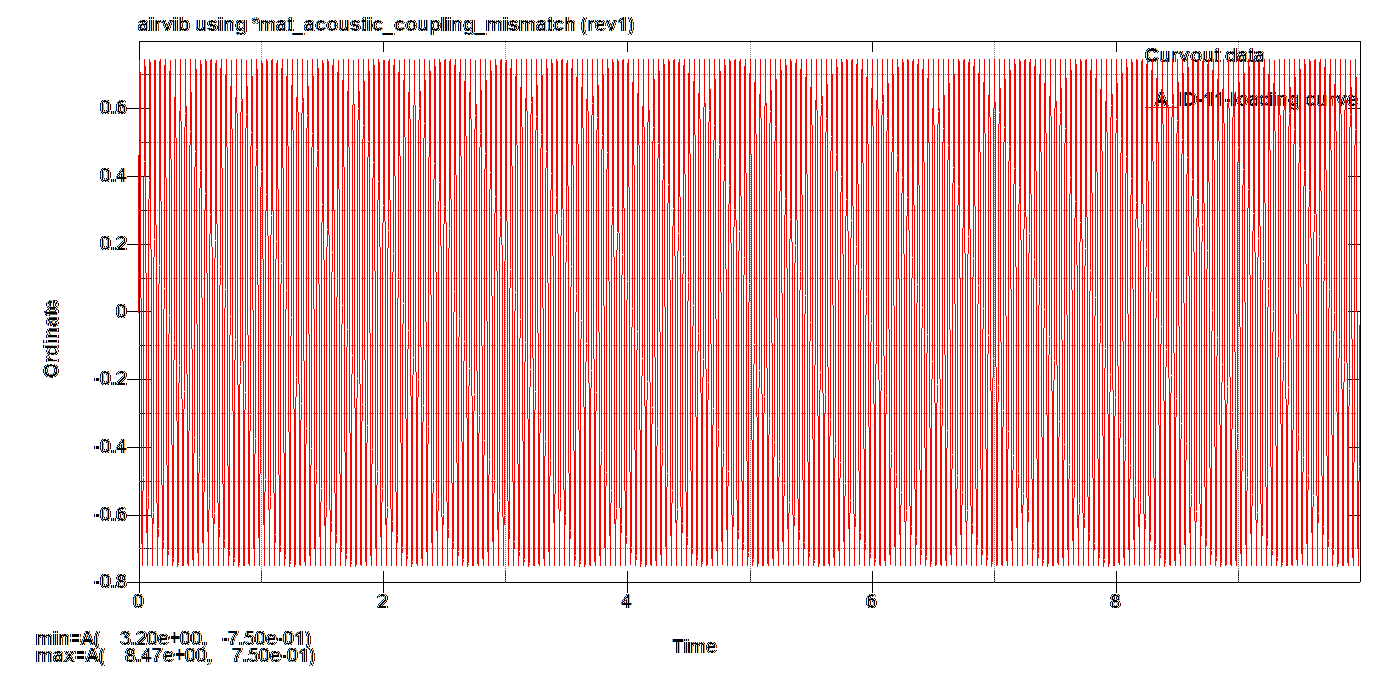 airvib using *mat_acoustic_coupling_mismatch (rev1)
Curvout data
A ID-11-loading curve
0.6
0.4
0.2
0
-0.2
-0.4
-0.6
-0.8
Ordinate
0 2 4 6 8
Time
min=A( 3.20e+00, -7.50e-01)
max=A( 8.47e+00, 7.50e-01)